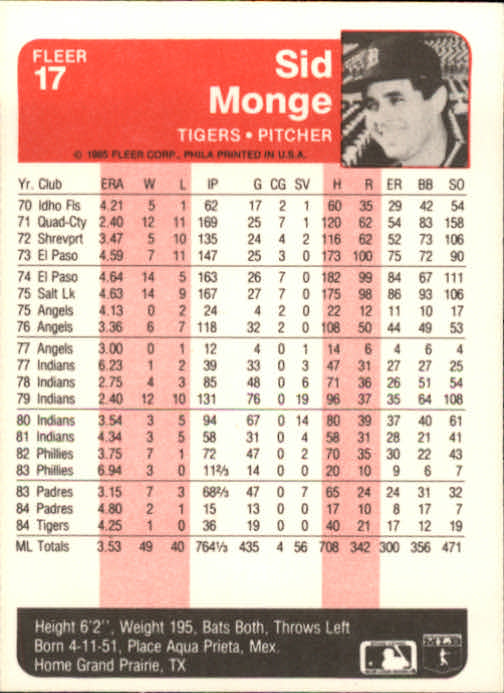 FLEER
17
Sid
Monge
TIGERS • PITCHER
© 1985 FLEER CORP., PHILA PRINTED IN U.S.A.
Yr. Club ERA W L IP G CG SV H R ER BB SO
70 Idho Fls 4.21 5 1 62 17 2 1 60 35 29 42 54
71 Quad-Cty 2.40 12 11 169 25 7 1 120 62 54 83 158
72 Shrevprt 3.47 5 10 135 24 4 2 116 62 52 73 106
73 El Paso 4.59 7 11 147 25 3 0 173 100 75 72 90
74 El Paso 4.64 14 5 163 26 7 0 182 99 84 67 111
75 Salt Lk 4.63 14 9 167 27 7 0 175 98 86 93 106
75 Angels 4.13 0 2 24 4 2 0 22 12 11 10 17
76 Angels 3.36 6 7 118 32 2 0 108 50 44 49 53
77 Angels 3.00 0 1 12 4 0 1 14 6 4 6 4
77 Indians 6.23 1 2 39 33 0 3 47 31 27 27 25
78 Indians 2.75 4 3 85 48 0 6 71 36 26 51 54
79 Indians 2.40 12 10 131 76 0 19 96 37 35 64 108
80 Indians 3.54 3 5 94 67 0 14 80 39 37 40 61
81 Indians 4.34 3 5 58 31 0 4 58 31 28 21 41
82 Phillies 3.75 7 1 72 47 0 2 70 35 30 22 43
83 Phillies 6.94 3 0 11⅔ 14 0 0 20 10 9 6 7
83 Padres 3.15 7 3 68⅔ 47 0 7 65 24 24 31 32
84 Padres 4.80 2 1 15 13 0 0 17 10 8 17 7
84 Tigers 4.25 1 0 36 19 0 0 40 21 17 12 19
ML Totals 3.53 49 40 764⅓ 435 4 56 708 342 300 356 471
Height 6'2'', Weight 195, Bats Both, Throws Left
Born 4-11-51, Place Aqua Prieta, Mex.
Home Grand Prairie, TX